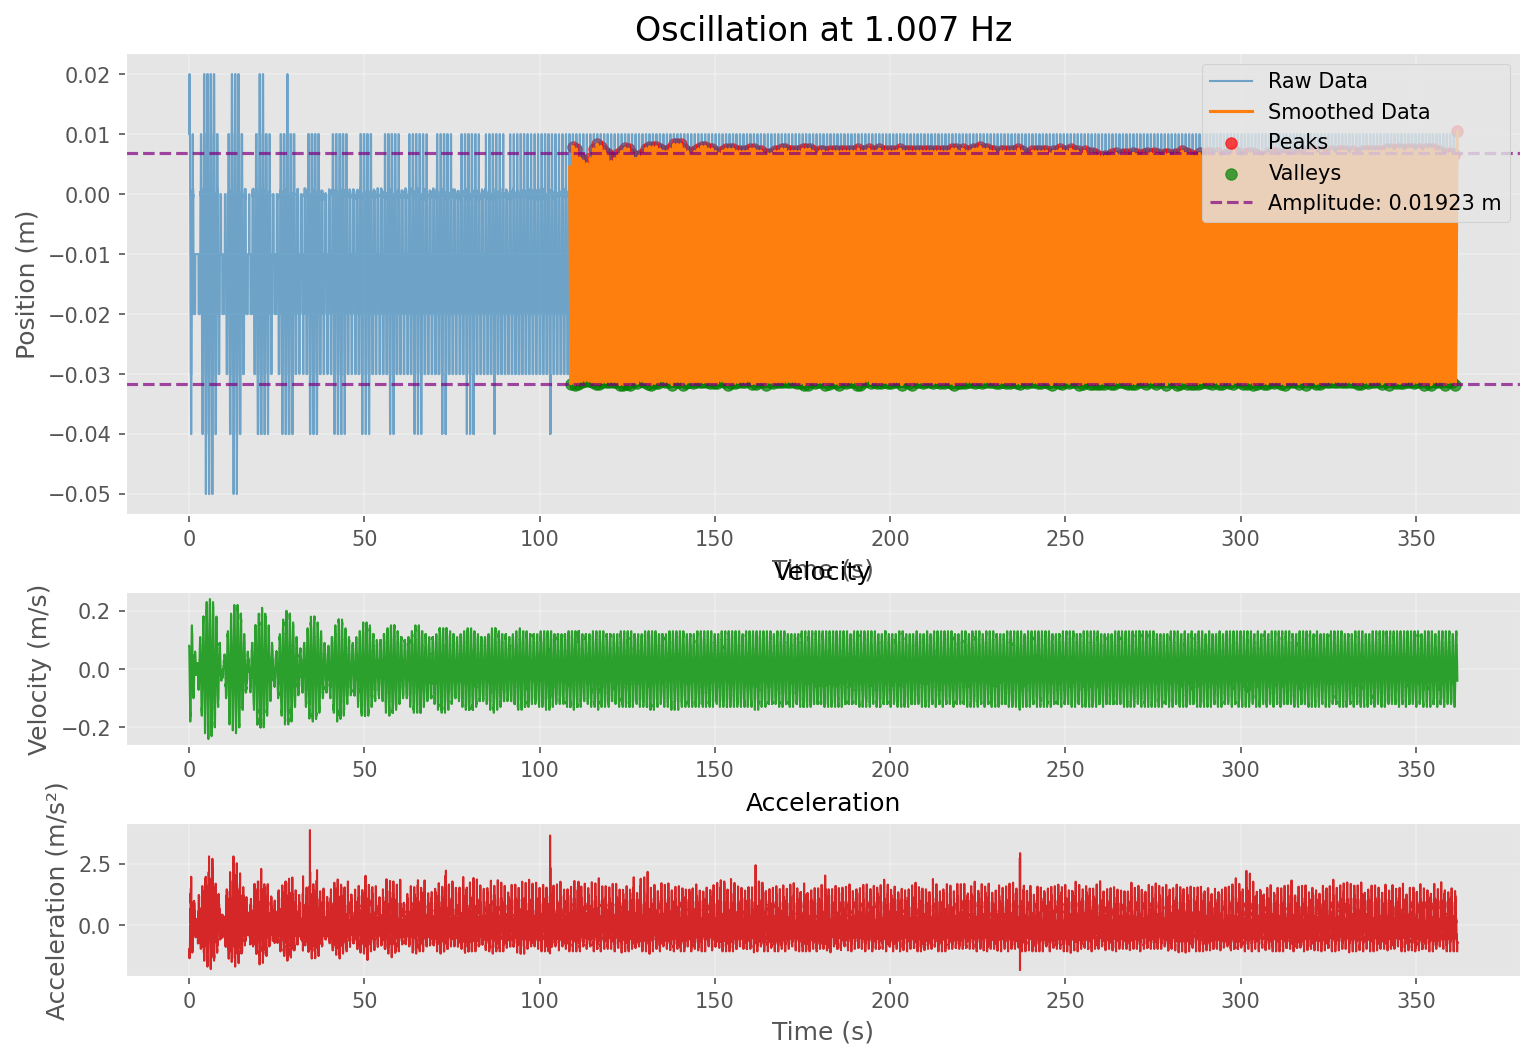 Oscillation at 1.007 Hz
Position (m)
0.02
0.01
0.00
−0.01
−0.02
−0.03
−0.04
−0.05
Raw Data
Smoothed Data
Peaks
Valleys
Amplitude: 0.01923 m
0 50 100 150 200 250 300 350
Time (s)
Velocity
Velocity (m/s)
0.2
0.0
−0.2
0 50 100 150 200 250 300 350
Acceleration
Acceleration (m/s²)
2.5
0.0
0 50 100 150 200 250 300 350
Time (s)